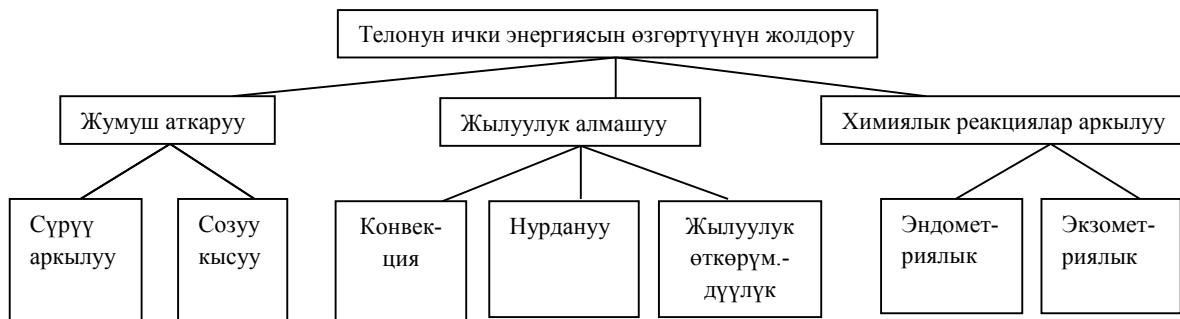 Телонун ички энергиясын өзгөртүүнүн жолдору
Жумуш аткаруу
Жылуулук алмашуу
Химиялык реакциялар аркылуу
Сүрүү
аркылуу
Созуу
кысуу
Конвек-
ция
Нурдануу
Жылуулук
өткөрүм.-
дүүлүк
Эндомет-
риялык
Экзомет-
риялык